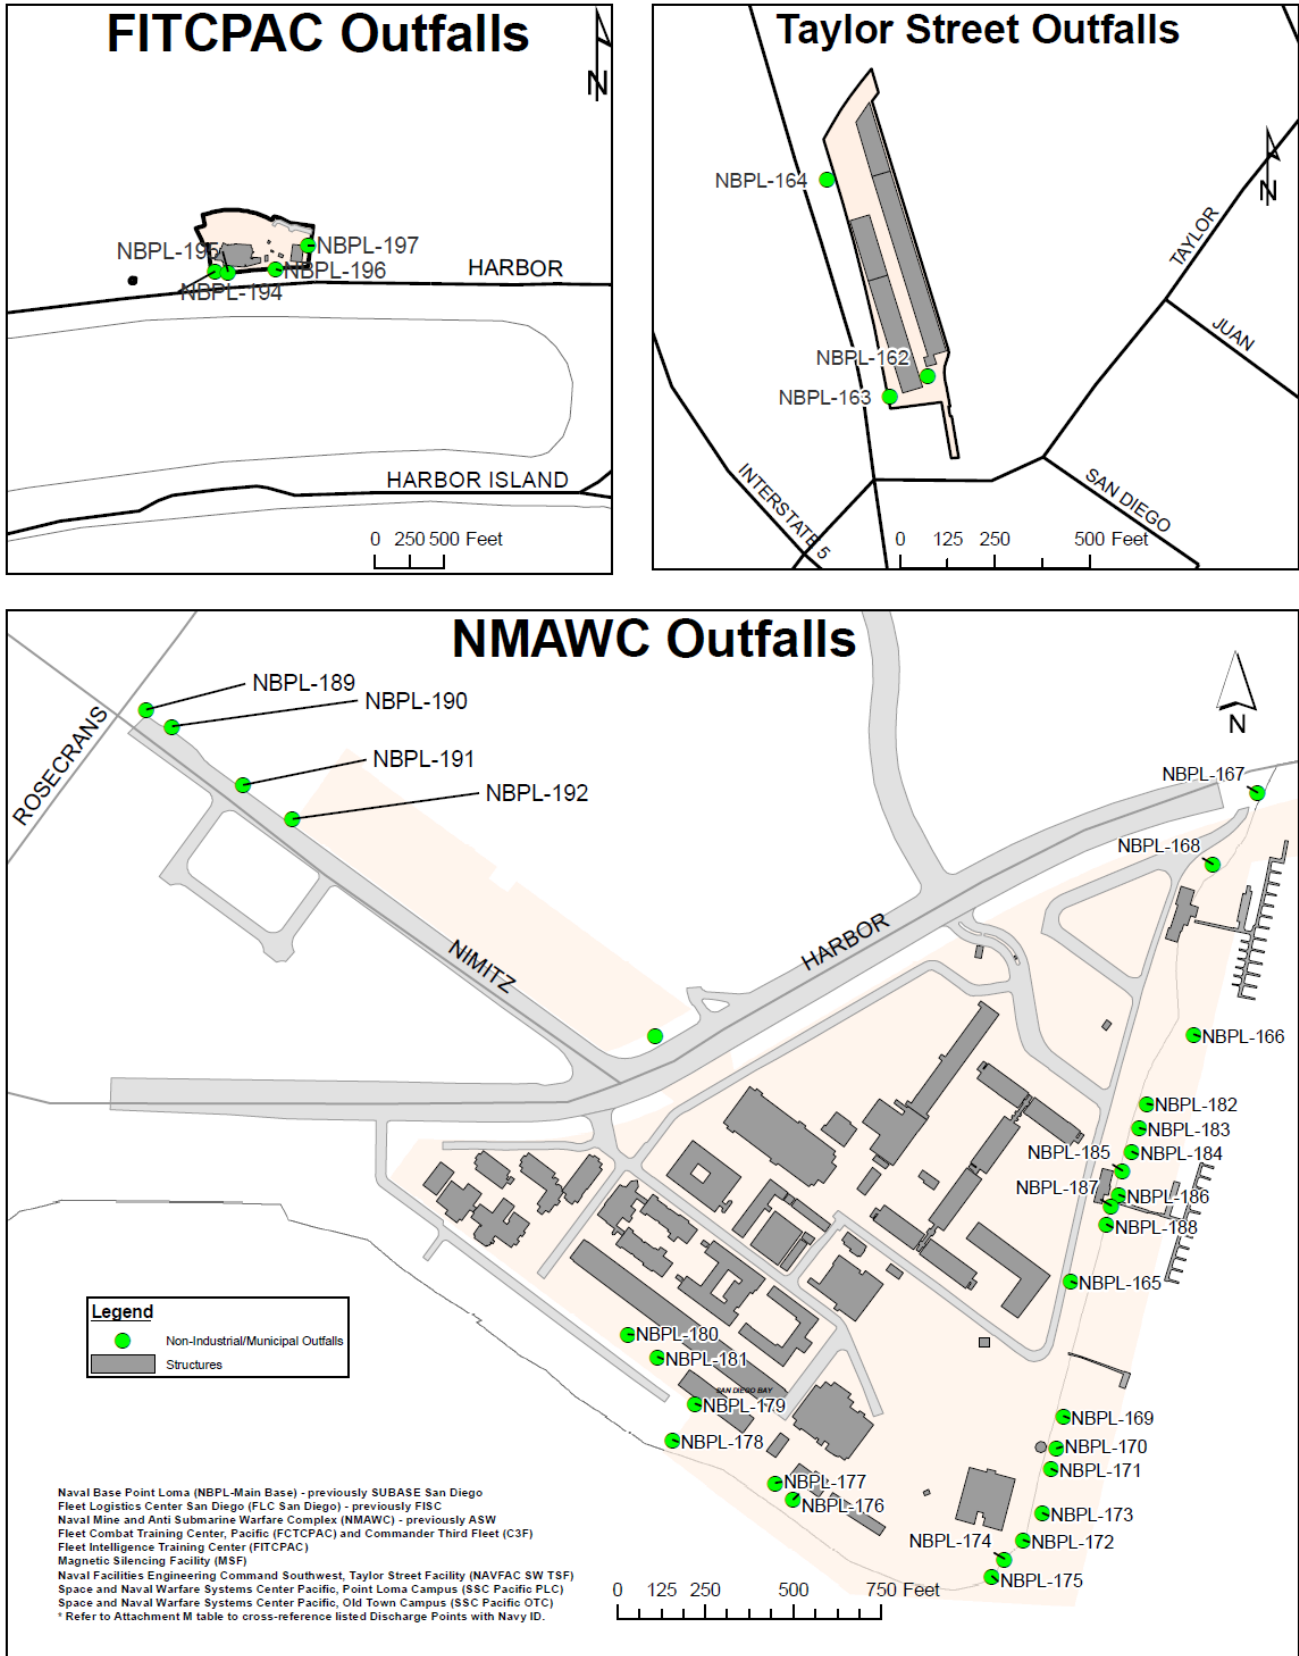 FITCPAC Outfalls
N
NBPL-195
NBPL-197
NBPL-196
NBPL-194
HARBOR
HARBOR ISLAND
0 250 500 Feet
Taylor Street Outfalls
N
NBPL-164
TAYLOR
JUAN
NBPL-162
NBPL-163
INTERSTATE 5
SAN DIEGO
0 125 250 500 Feet
NMAWC Outfalls
NBPL-189
NBPL-190
ROSECRANS
NBPL-191
NBPL-192
N
NBPL-167
NBPL-168
HARBOR
NIMITZ
NBPL-166
NBPL-182
NBPL-183
NBPL-184
NBPL-185
NBPL-187
NBPL-186
NBPL-188
NBPL-165
Legend
Non-Industrial/Municipal Outfalls
Structures
NBPL-180
NBPL-181
SAN DIEGO BAY
NBPL-179
NBPL-178
NBPL-169
NBPL-170
NBPL-171
NBPL-177
NBPL-176
NBPL-173
NBPL-174
NBPL-172
NBPL-175
Naval Base Point Loma (NBPL-Main Base) - previously SUBASE San Diego
Fleet Logistics Center San Diego (FLC San Diego) - previously FISC
Naval Mine and Anti Submarine Warfare Complex (NMAWC) - previously ASW
Fleet Combat Training Center, Pacific (FCTCPAC) and Commander Third Fleet (C3F)
Fleet Intelligence Training Center (FITCPAC)
Magnetic Silencing Facility (MSF)
Naval Facilities Engineering Command Southwest, Taylor Street Facility (NAVFAC SW TSF)
Space and Naval Warfare Systems Center Pacific, Point Loma Campus (SSC Pacific PLC)
Space and Naval Warfare Systems Center Pacific, Old Town Campus (SSC Pacific OTC)
* Refer to Attachment M table to cross-reference listed Discharge Points with Navy ID.
0 125 250 500 750 Feet